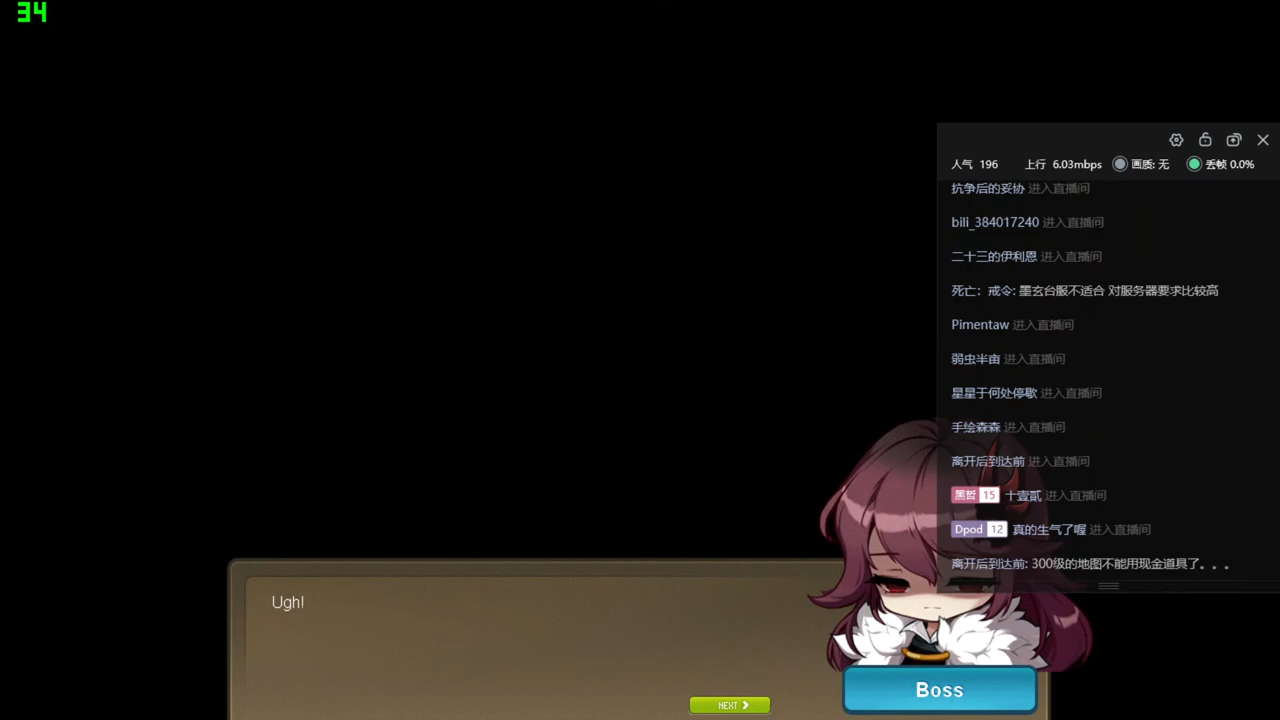 34
人气 196 上行 6.03mbps 画质: 无 丢帧 0.0%
抗争后的妥协 进入直播间
bili_384017240 进入直播间
二十三的伊利恩 进入直播间
死亡：戒令: 墨玄台服不适合 对服务器要求比较高
Pimentaw 进入直播间
弱虫半亩 进入直播间
星星于何处停歇 进入直播间
手绘森森 进入直播间
离开后到达前 进入直播间
黑哲 15 十壹貳 进入直播间
Dpod 12 真的生气了喔 进入直播间
离开后到达前: 300级的地图不能用现金道具了。。。
Ugh!
Boss
NEXT